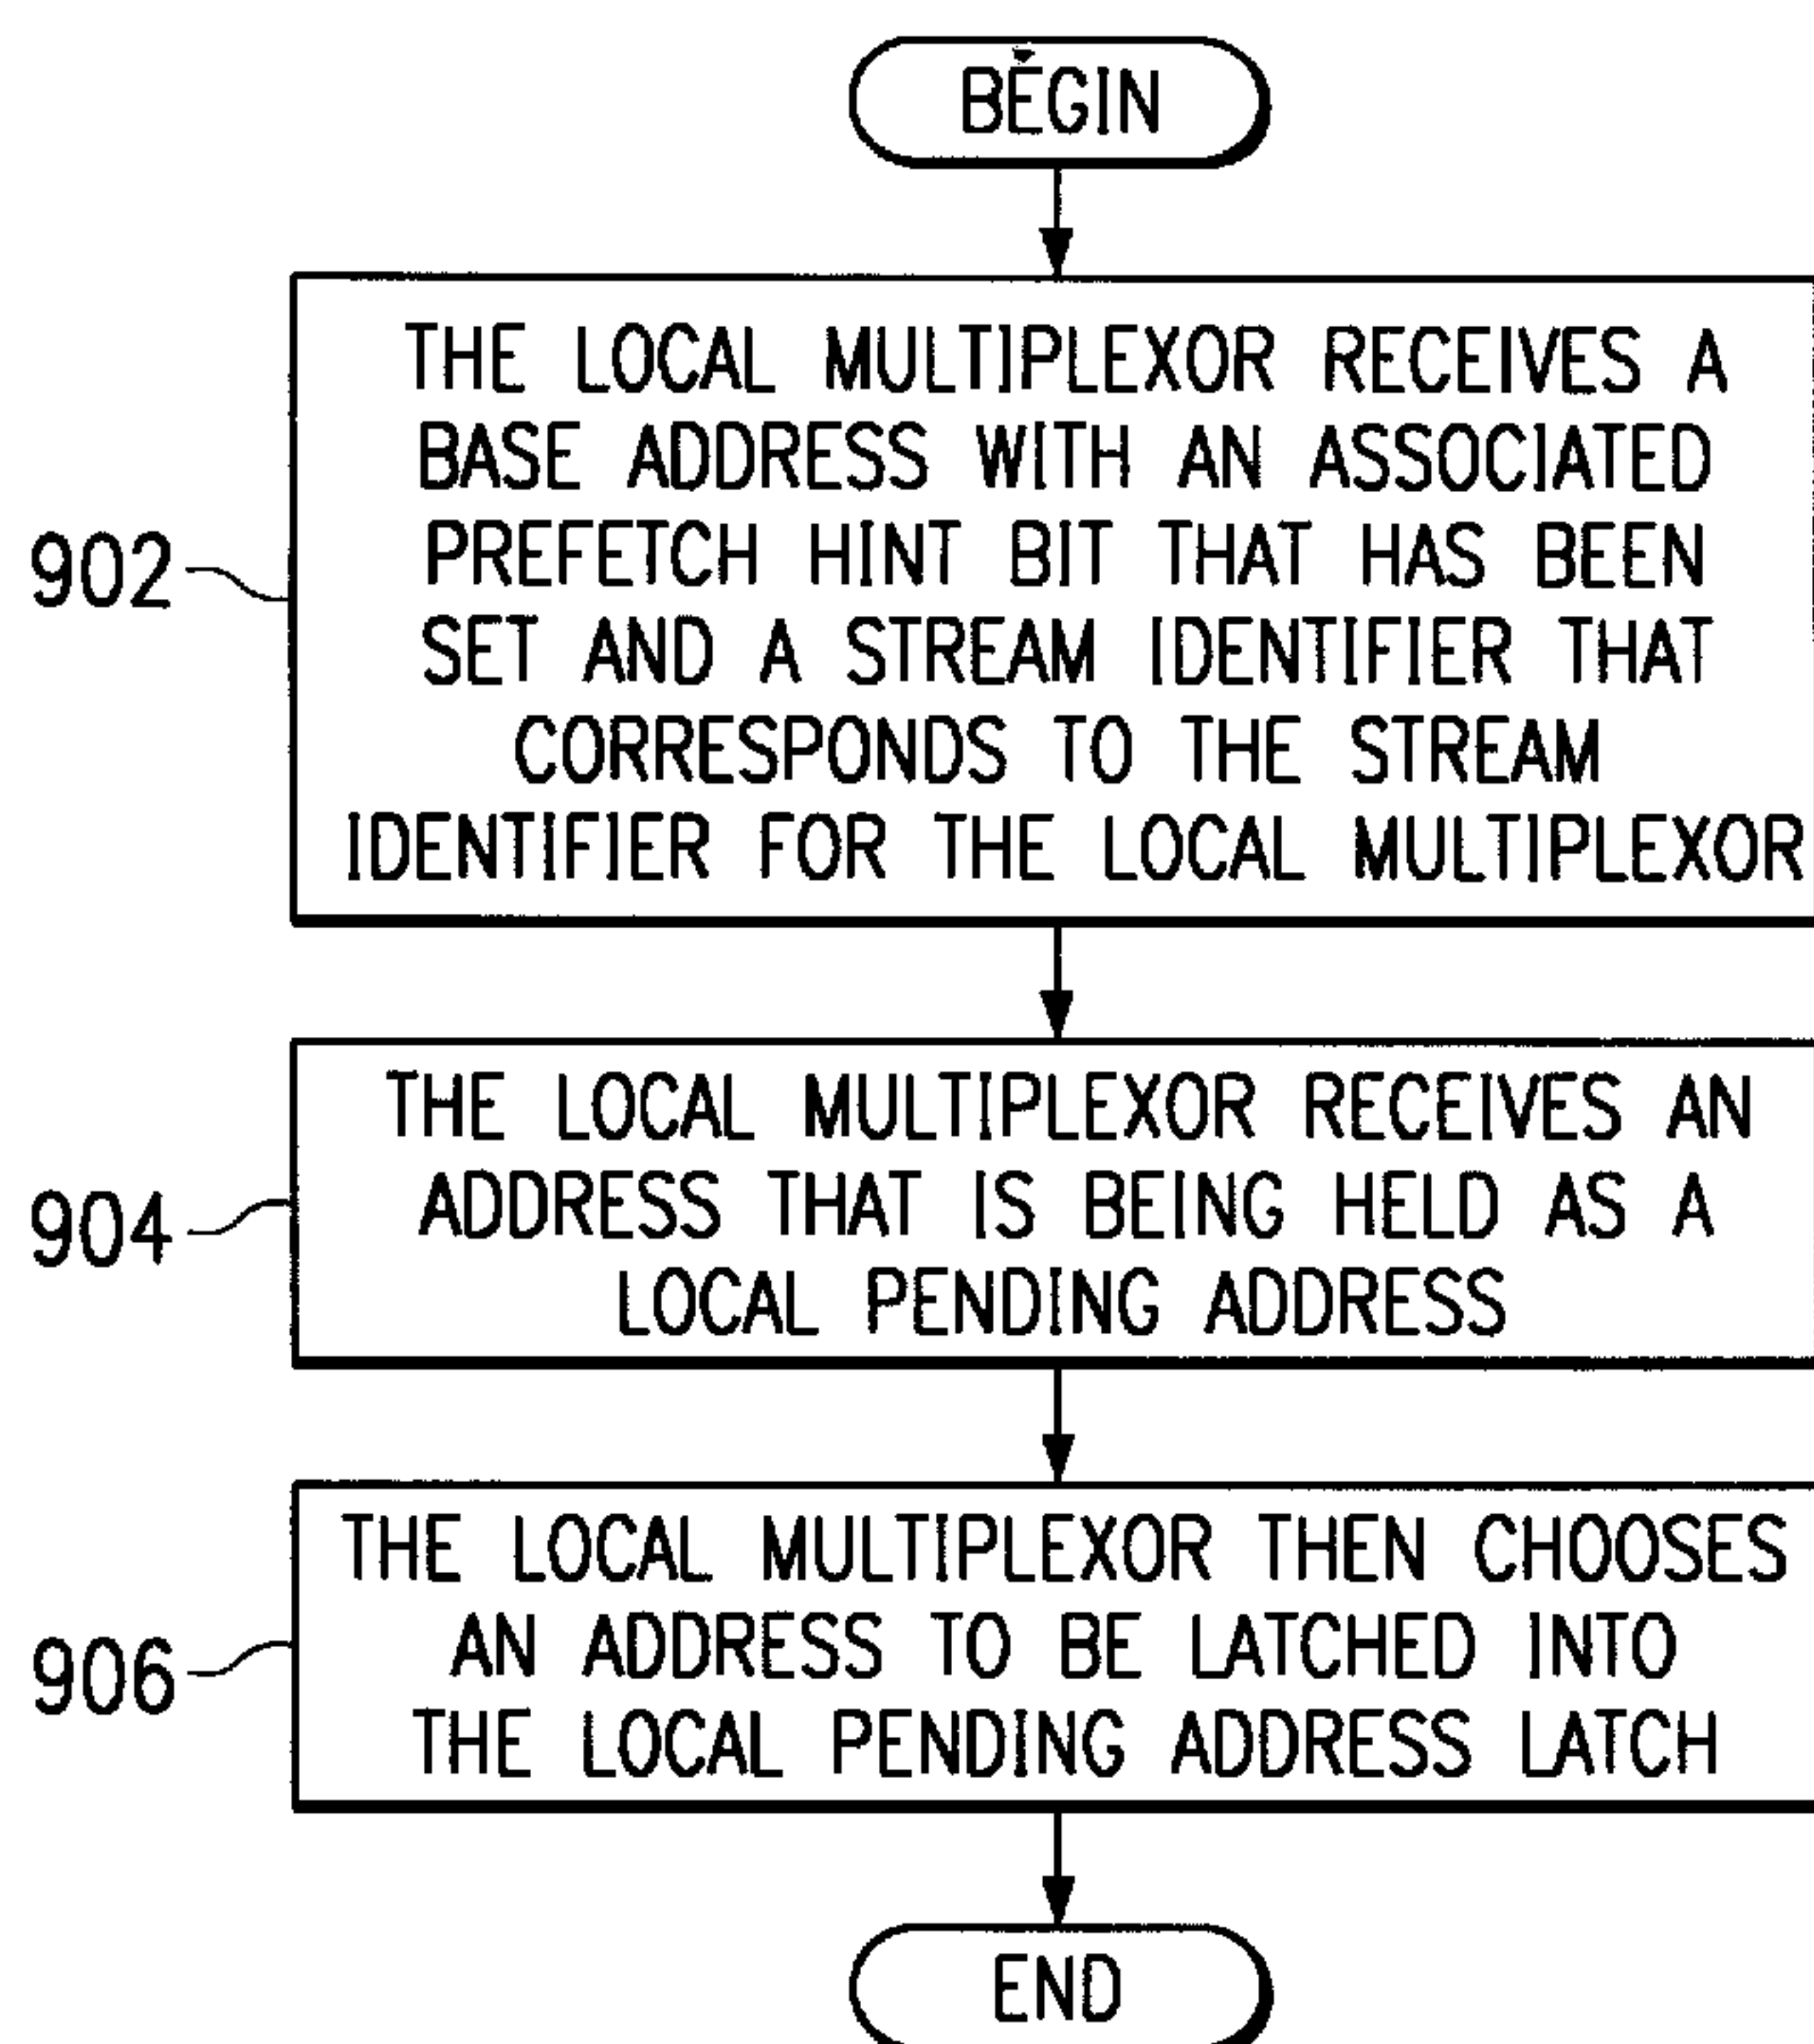 BEGIN
THE LOCAL MULTIPLEXOR RECEIVES A
BASE ADDRESS WITH AN ASSOCIATED
PREFETCH HINT BIT THAT HAS BEEN
SET AND A STREAM IDENTIFIER THAT
CORRESPONDS TO THE STREAM
IDENTIFIER FOR THE LOCAL MULTIPLEXOR
902
THE LOCAL MULTIPLEXOR RECEIVES AN
ADDRESS THAT IS BEING HELD AS A
LOCAL PENDING ADDRESS
904
THE LOCAL MULTIPLEXOR THEN CHOOSES
AN ADDRESS TO BE LATCHED INTO
THE LOCAL PENDING ADDRESS LATCH
906
END